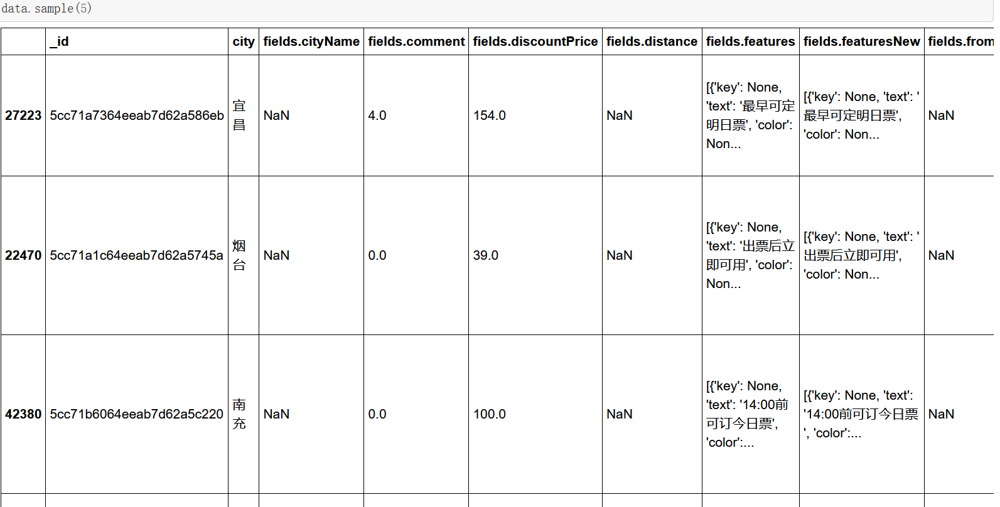 data.sample(5)
_id city fields.cityName fields.comment fields.discountPrice fields.distance fields.features fields.featuresNew fields.from
27223 5cc71a7364eeab7d62a586eb 宜昌 NaN 4.0 154.0 NaN [{'key': None, 'text': '最早可定明日票', 'color': Non... [{'key': None, 'text': '最早可定明日票', 'color': Non... NaN
22470 5cc71a1c64eeab7d62a5745a 烟台 NaN 0.0 39.0 NaN [{'key': None, 'text': '出票后立即可用', 'color': Non... [{'key': None, 'text': '出票后立即可用', 'color': Non... NaN
42380 5cc71b6064eeab7d62a5c220 南充 NaN 0.0 100.0 NaN [{'key': None, 'text': '14:00前可订今日票', 'color':... [{'key': None, 'text': '14:00前可订今日票', 'color':... NaN